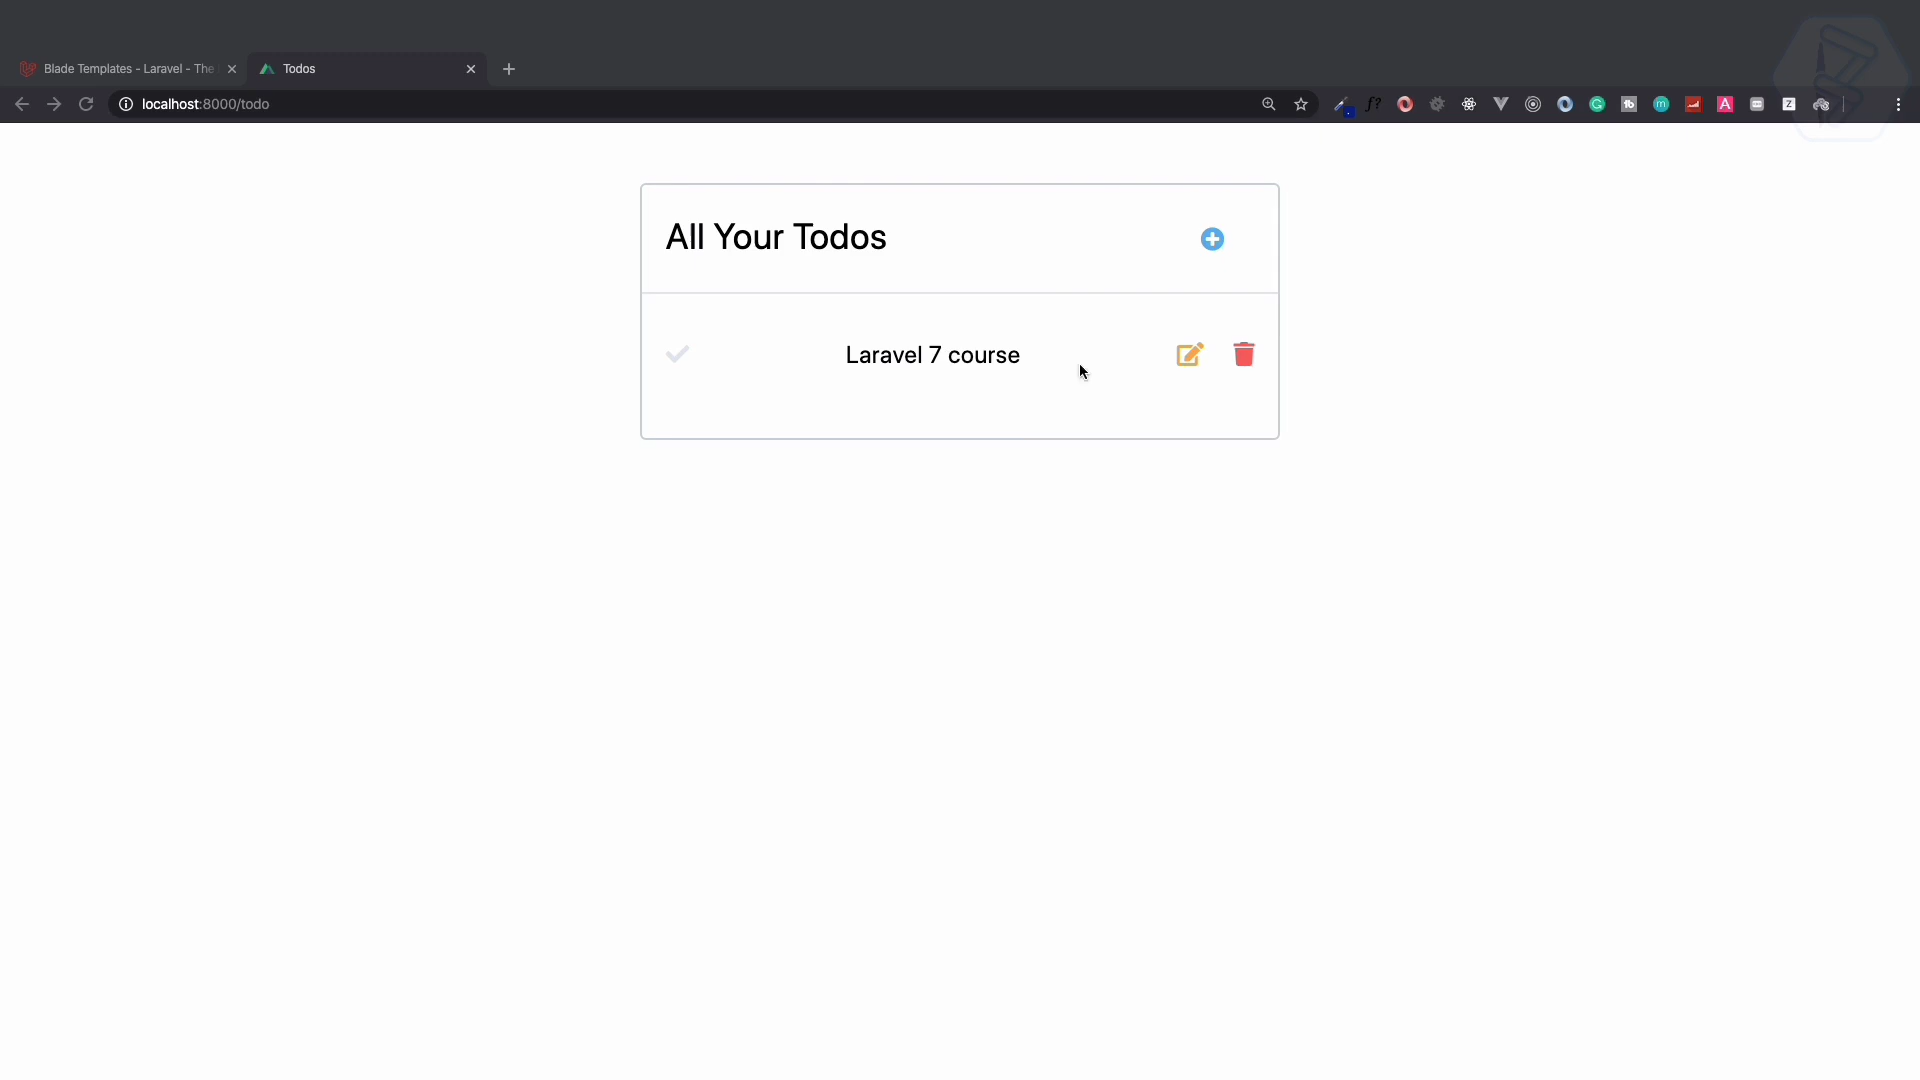 Blade Templates - Laravel - The
Todos
localhost:8000/todo
All Your Todos
Laravel 7 course